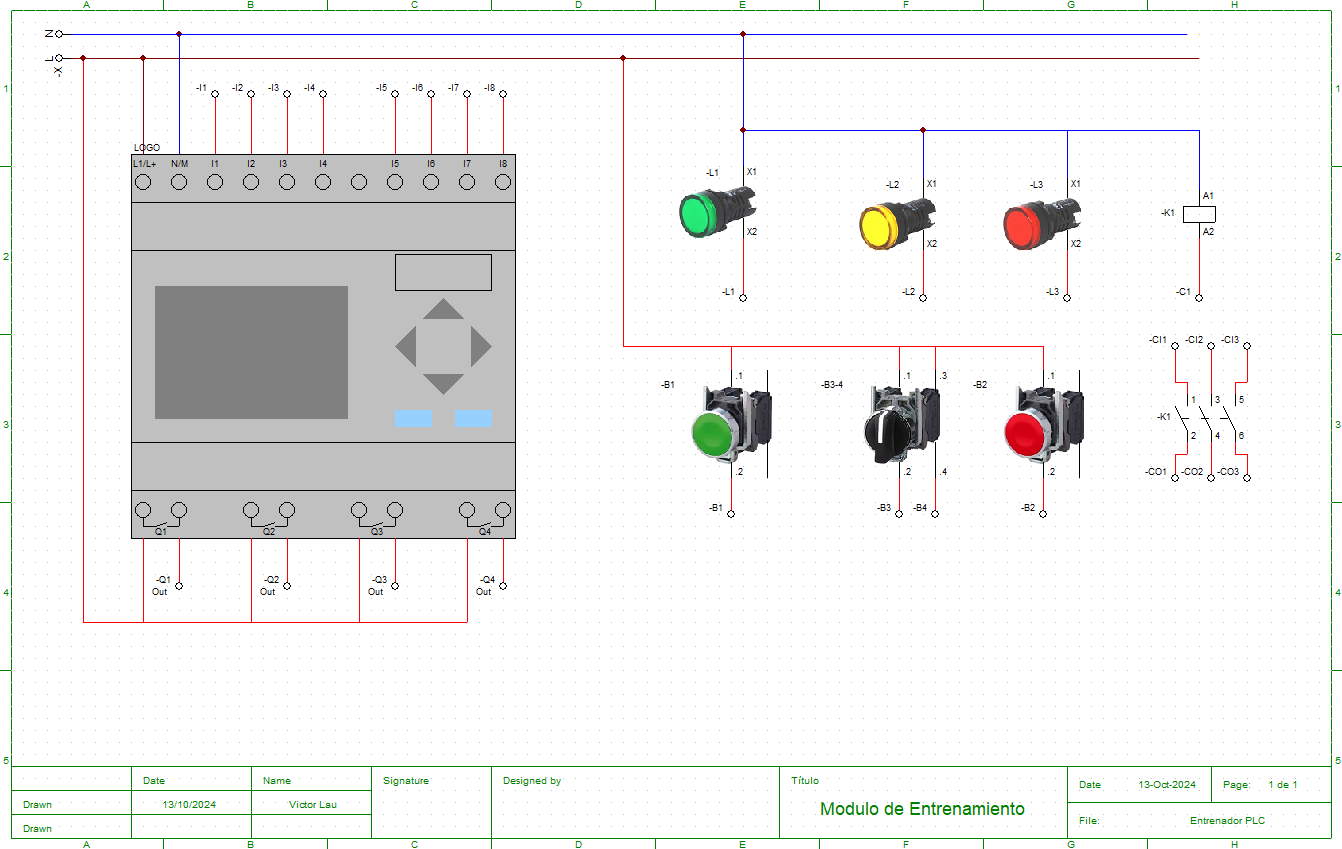 A B C D E F G H
N
L
-X
1 1
-I1 -I2 -I3 -I4 -I5 -I6 -I7 -I8
LOGO
L1/L+ N/M I1 I2 I3 I4 I5 I6 I7 I8
-L1 X1
-L2 X1
-L3 X1
A1
-K1
X2
X2
X2
A2
2 2
-L1 -L2 -L3 -C1
-CI1 -CI2 -CI3
-B1 .1
-B3-4 .1 .3
-B2 .1
1 3 5
-K1
3 3
2 4 6
.2 .2 .4 .2
-CO1 -CO2 -CO3
-B1 -B3 -B4 -B2
Q1 Q2 Q3 Q4
-Q1 -Q2 -Q3 -Q4
Out Out Out Out
4 4
5 5
Date Name Signature Designed by Título
Date 13-Oct-2024 Page: 1 de 1
Drawn 13/10/2024 Victor Lau
Modulo de Entrenamiento
File: Entrenador PLC
Drawn
A B C D E F G H